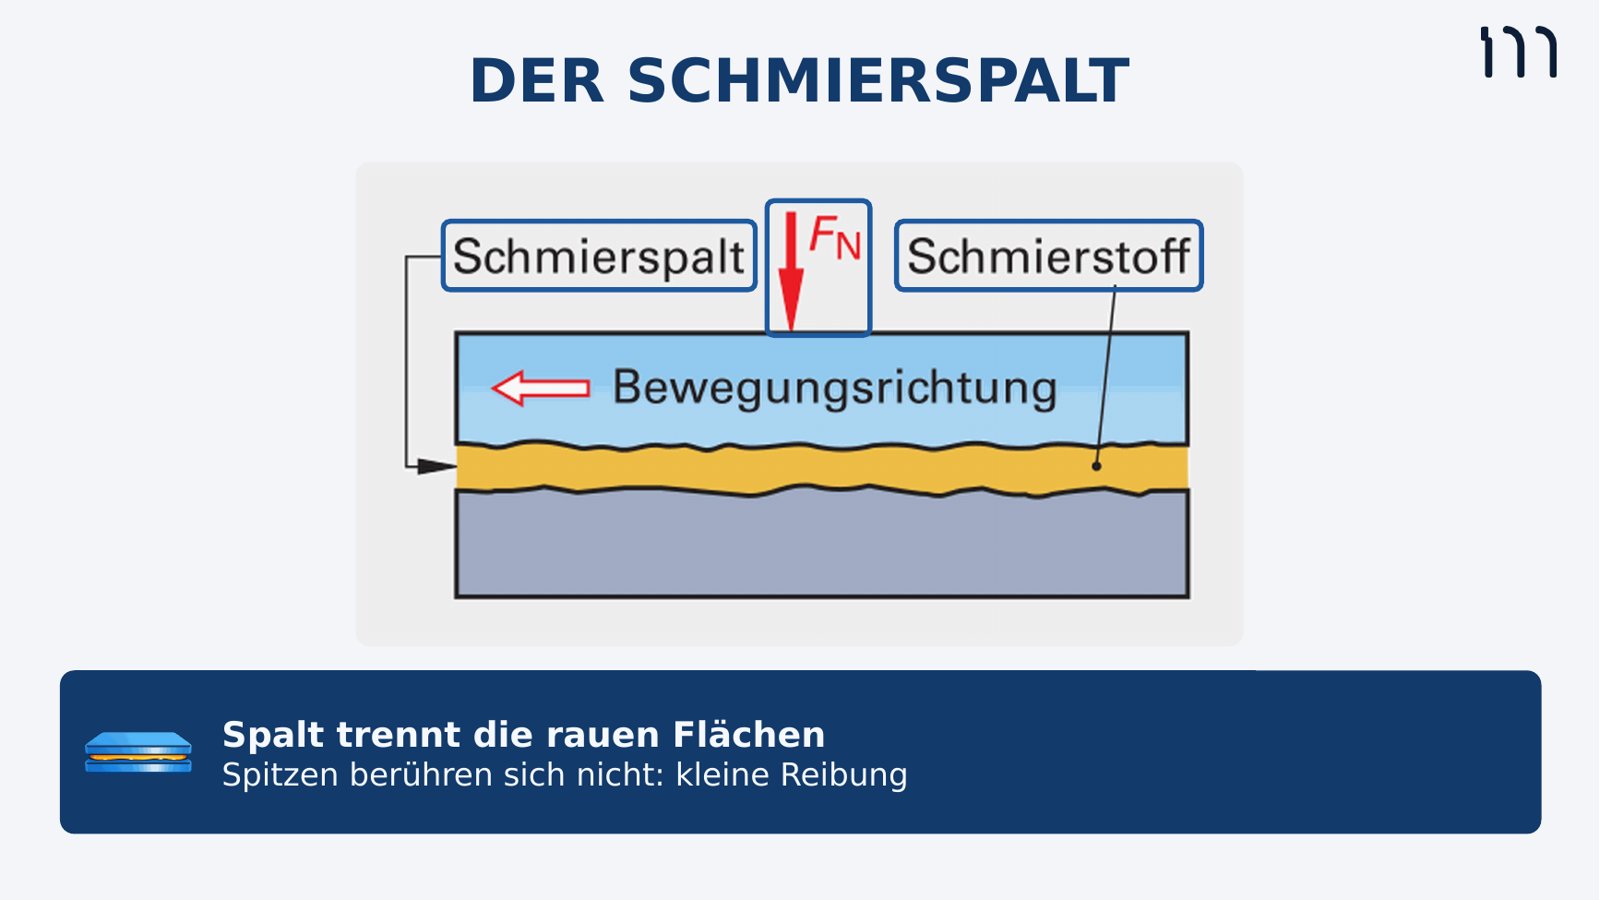 m
DER SCHMIERSPALT
Schmierspalt
FN
Schmierstoff
Bewegungsrichtung
Spalt trennt die rauen Flächen
Spitzen berühren sich nicht: kleine Reibung